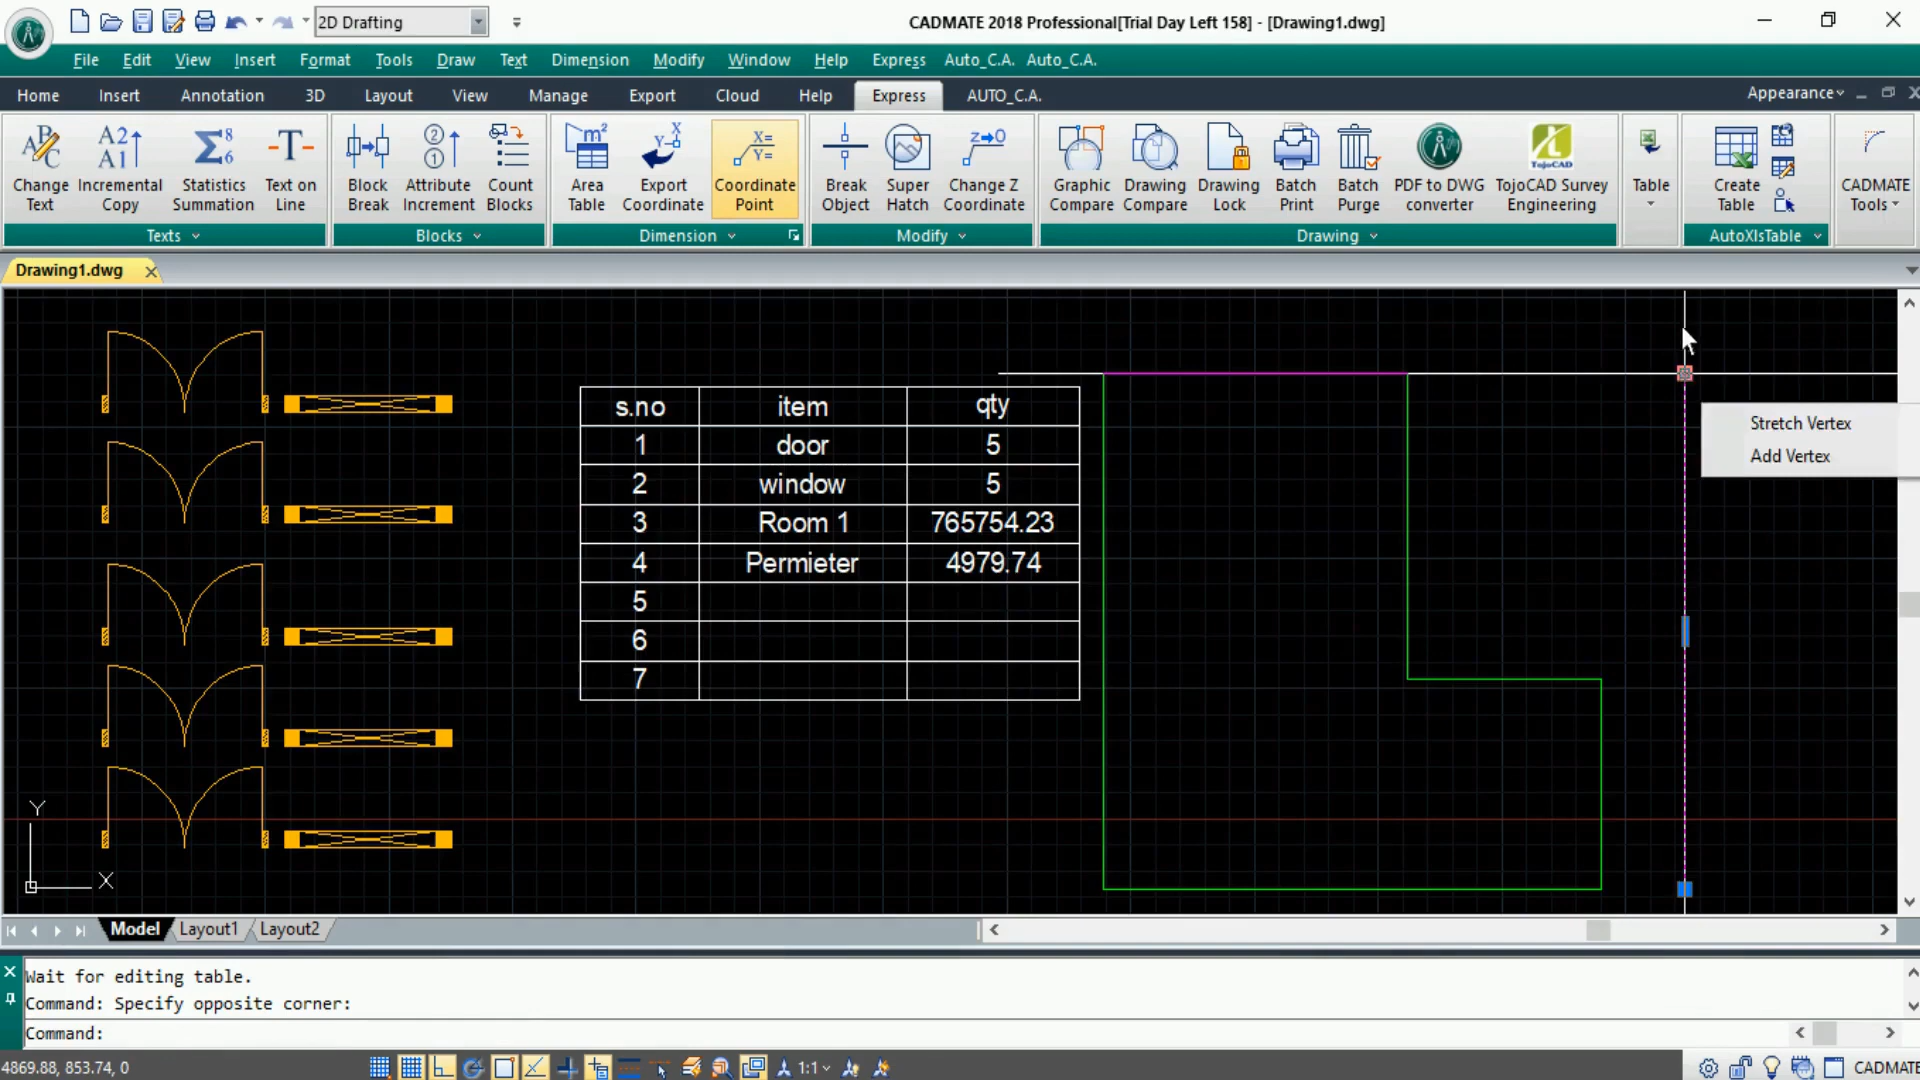 2D Drafting
CADMATE 2018 Professional[Trial Day Left 158] - [Drawing1.dwg]
File Edit View Insert Format Tools Draw Text Dimension Modify Window Help Express Auto_C.A. Auto_C.A.
Home Insert Annotation 3D Layout View Manage Export Cloud Help Express AUTO_C.A. Appearance
Change Text
Incremental Copy
Statistics Summation
Text on Line
Block Break
Attribute Increment
Count Blocks
Area Table
Export Coordinate
Coordinate Point
Break Object
Super Hatch
Change Z Coordinate
Graphic Compare
Drawing Compare
Drawing Lock
Batch Print
Batch Purge
PDF to DWG converter
TojoCAD Survey Engineering
Table
Create Table
CADMATE Tools
Texts Blocks Dimension Modify Drawing AutoXlsTable
Drawing1.dwg
s.no item qty
1 door 5
2 window 5
3 Room 1 765754.23
4 Permieter 4979.74
5
6
7
Stretch Vertex
Add Vertex
Y
X
Model Layout1 Layout2
Wait for editing table.
Command: Specify opposite corner:
Command:
4869.88, 853.74, 0
1:1
CADMATE